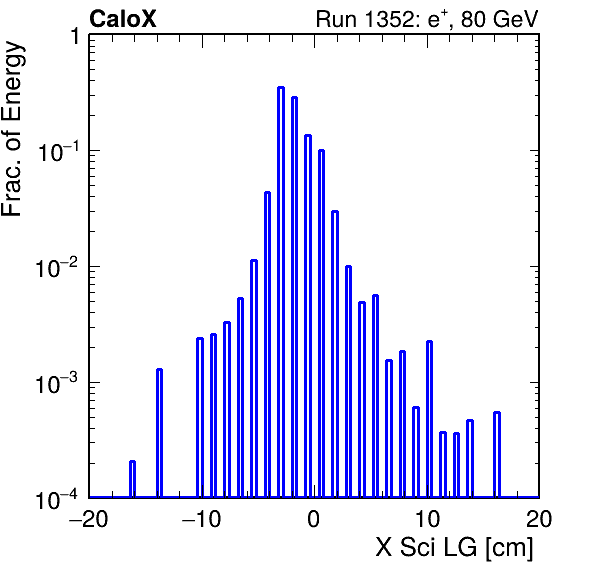 CaloX Run 1352: e⁺, 80 GeV
Frac. of Energy
1
10⁻¹
10⁻²
10⁻³
10⁻⁴
−20 −10 0 10 20
X Sci LG [cm]